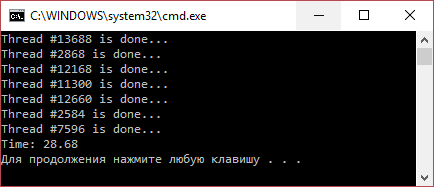 C:\WINDOWS\system32\cmd.exe
Thread #13688 is done...
Thread #2868 is done...
Thread #12168 is done...
Thread #11300 is done...
Thread #12660 is done...
Thread #2584 is done...
Thread #7596 is done...
Time: 28.68
Для продолжения нажмите любую клавишу . . .